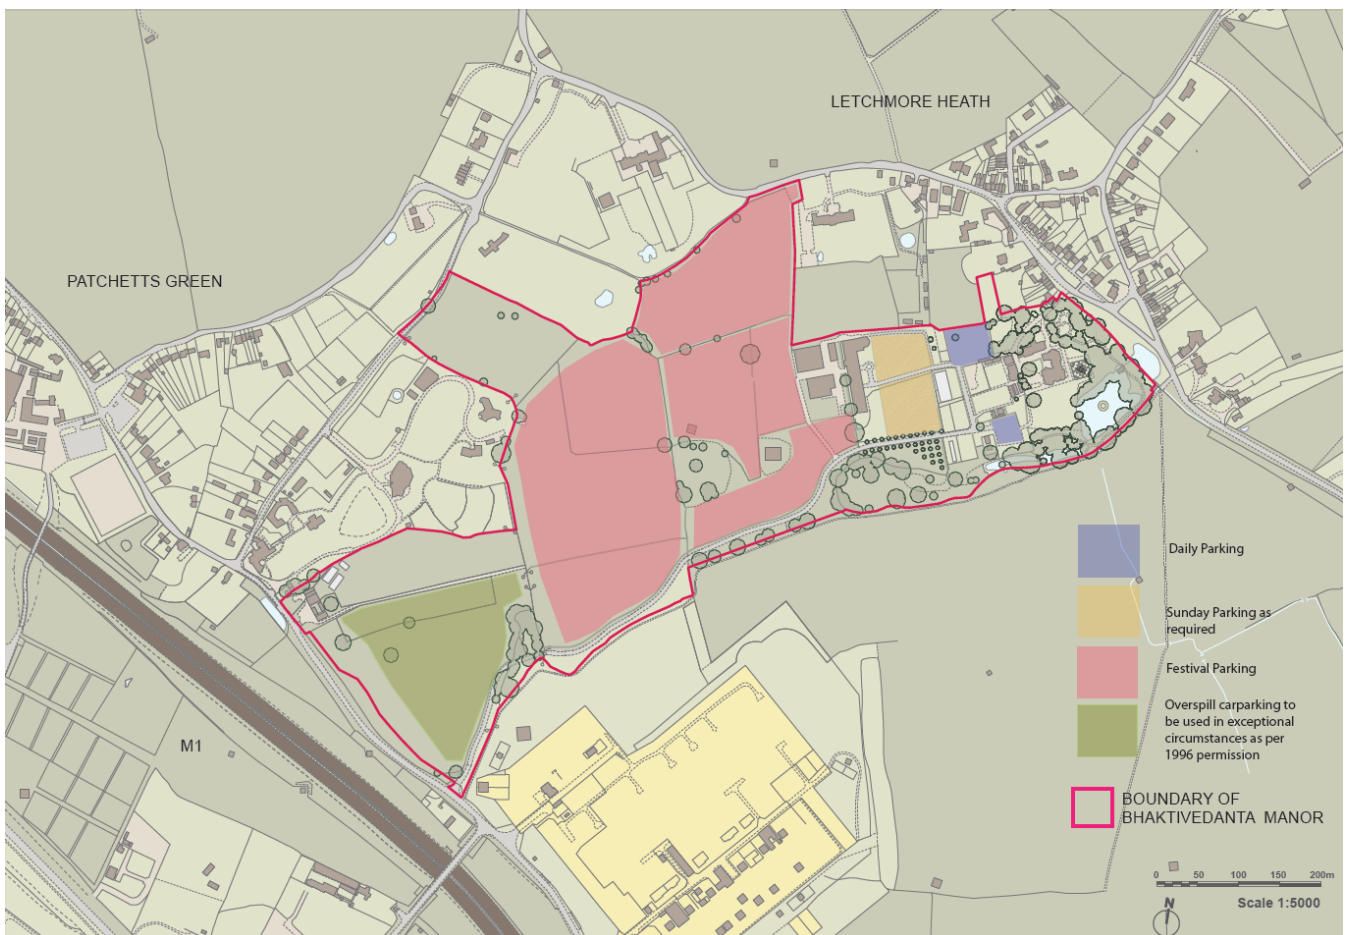 LETCHMORE HEATH
PATCHETTS GREEN
M1
Daily Parking
Sunday Parking as
required
Festival Parking
Overspill carparking to
be used in exceptional
circumstances as per
1996 permission
BOUNDARY OF
BHAKTIVEDANTA MANOR
0 50 100 150 200m
N
Scale 1:5000